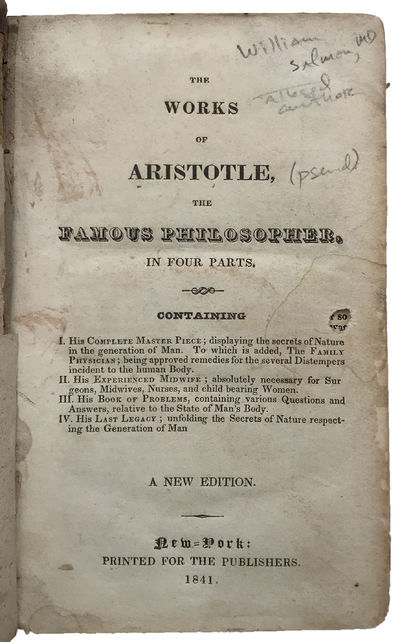 William
Salmon, MD
alleged
author
THE
WORKS
OF
ARISTOTLE, (pseud)
THE
FAMOUS PHILOSOPHER,
IN FOUR PARTS.
CONTAINING
I. HIS COMPLETE MASTER PIECE; displaying the secrets of Nature
in the generation of Man. To which is added, THE FAMILY
PHYSICIAN; being approved remedies for the several Distempers
incident to the human Body.
II. HIS EXPERIENCED MIDWIFE; absolutely necessary for Sur
geons, Midwives, Nurses, and child bearing Women.
III. HIS BOOK OF PROBLEMS, containing various Questions and
Answers, relative to the State of Man's Body.
IV. HIS LAST LEGACY; unfolding the Secrets of Nature respect-
ing the Generation of Man
A NEW EDITION.
New=York:
PRINTED FOR THE PUBLISHERS.
1841.